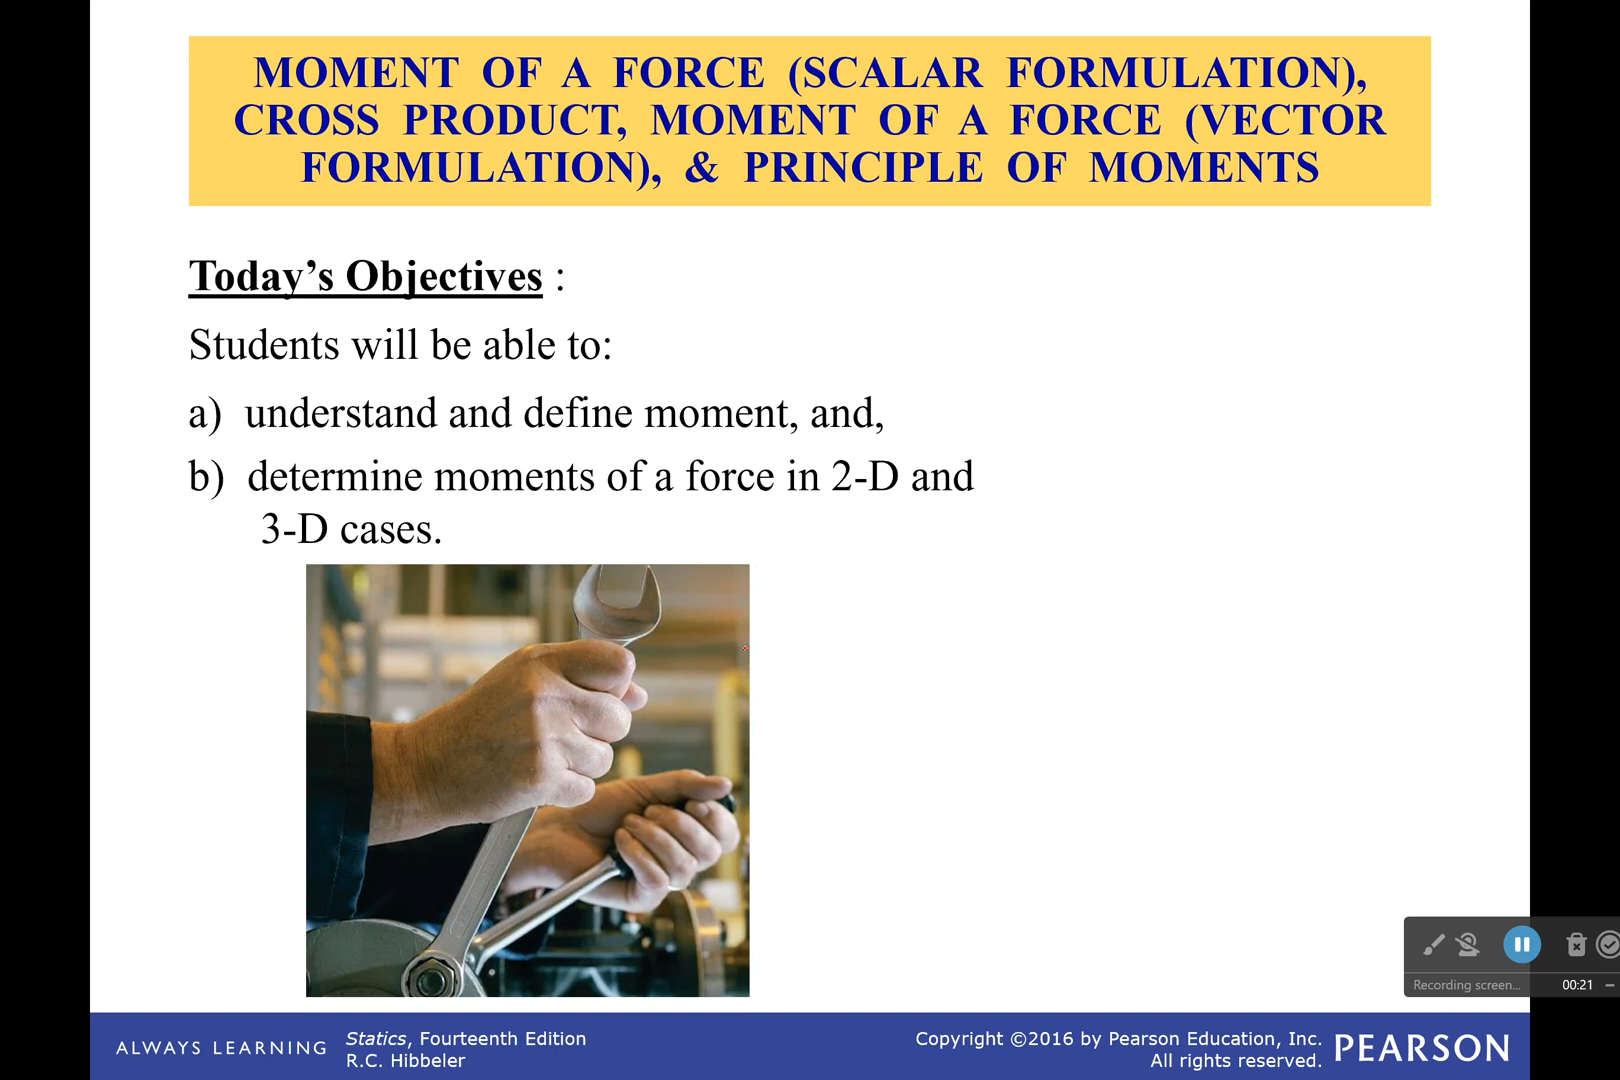 MOMENT OF A FORCE (SCALAR FORMULATION),
CROSS PRODUCT, MOMENT OF A FORCE (VECTOR
FORMULATION), & PRINCIPLE OF MOMENTS
Today’s Objectives :
Students will be able to:
a) understand and define moment, and,
b) determine moments of a force in 2-D and
3-D cases.
Recording screen... 00:21
ALWAYS LEARNING
Statics, Fourteenth Edition
R.C. Hibbeler
Copyright ©2016 by Pearson Education, Inc.
All rights reserved.
PEARSON